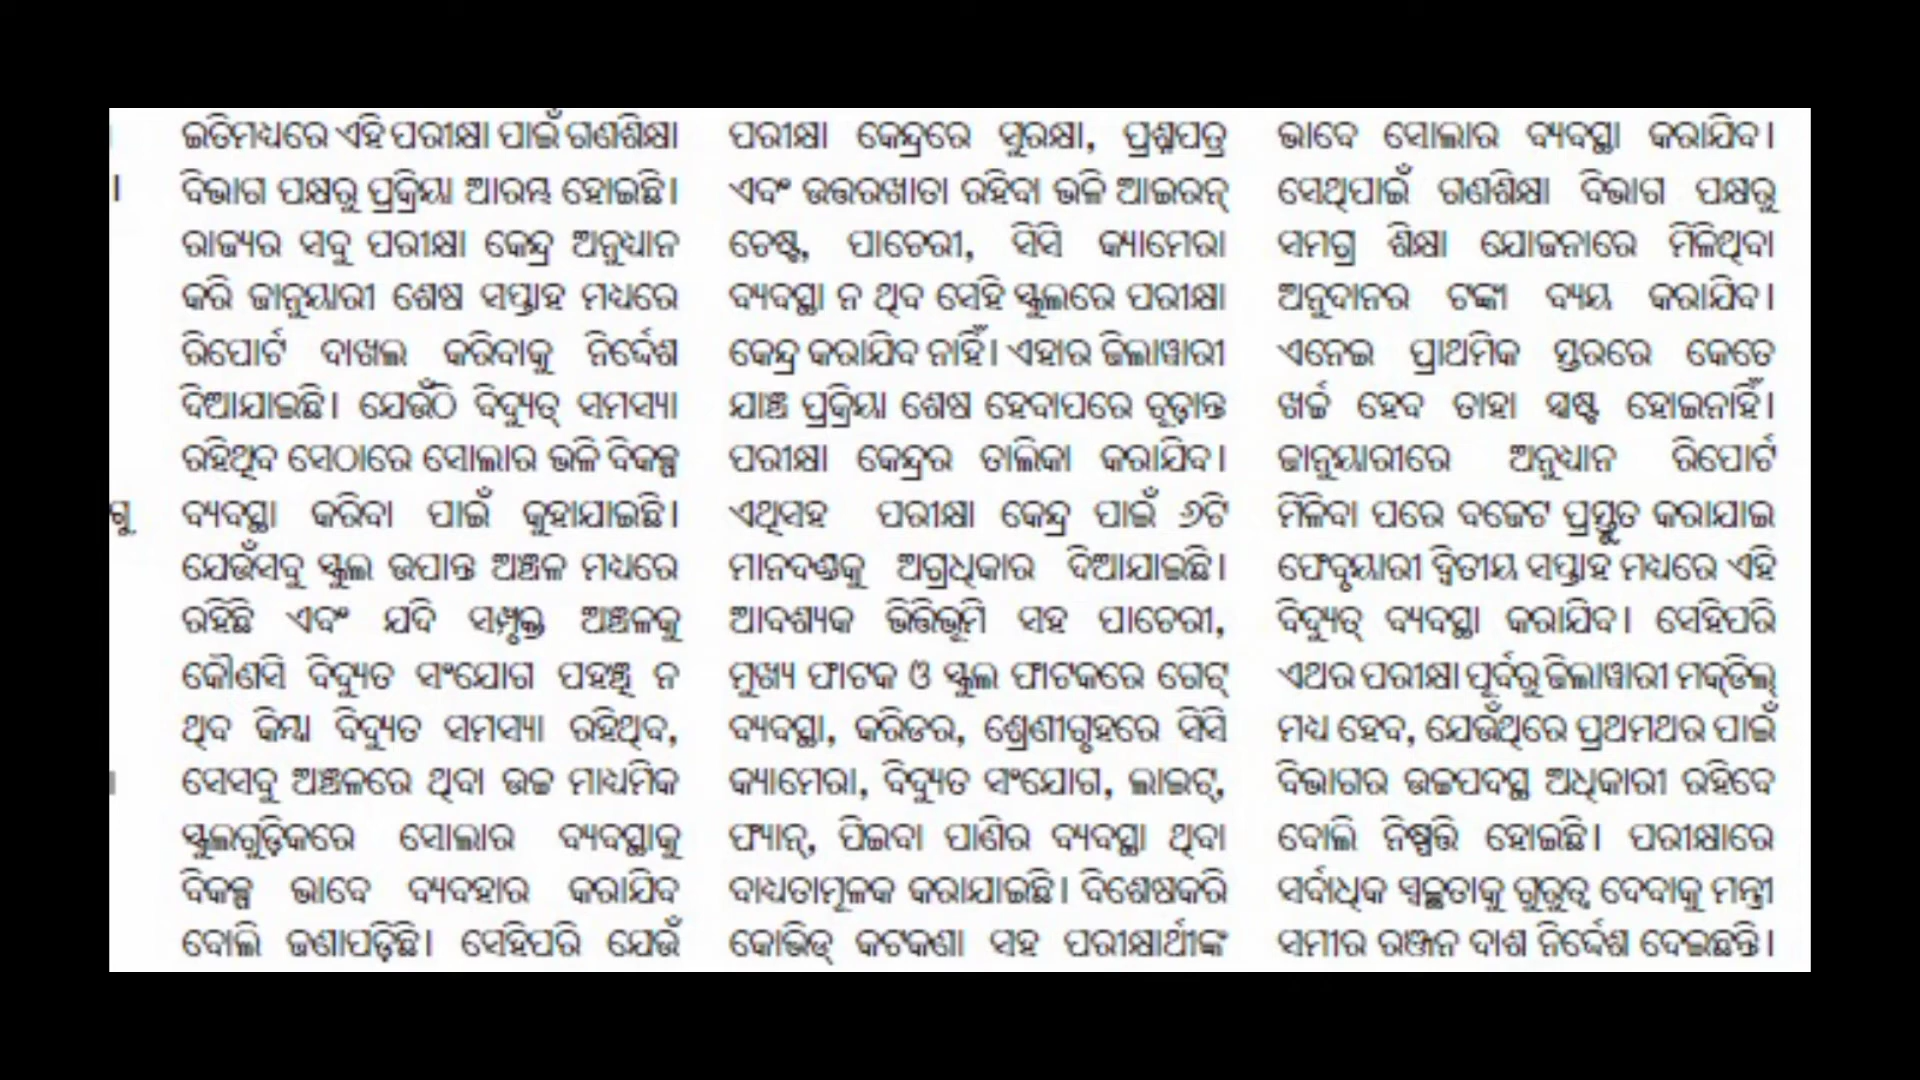 ଇତିମଧ୍ୟରେ ଏହି ପରୀକ୍ଷା ପାଇଁ ଗଣଶିକ୍ଷା
ବିଭାଗ ପକ୍ଷରୁ ପ୍ରକ୍ରିୟା ଆରମ୍ଭ ହୋଇଛି।
ରାଜ୍ୟର ସବୁ ପରୀକ୍ଷା କେନ୍ଦ୍ର ଅନୁଧ୍ୟାନ
କରି ଜାନୁୟାରୀ ଶେଷ ସପ୍ତାହ ମଧ୍ୟରେ
ରିପୋର୍ଟ ଦାଖଲ କରିବାକୁ ନିର୍ଦ୍ଦେଶ
ଦିଆଯାଇଛି। ଯେଉଁଠି ବିଦ୍ୟୁତ୍ ସମସ୍ୟା
ରହିଥିବ ସେଠାରେ ସୋଲାର ଭଳି ବିକଳ୍ପ
ବ୍ୟବସ୍ଥା କରିବା ପାଇଁ କୁହାଯାଇଛି।
ଯେଉଁସବୁ ସ୍କୁଲ ଉପାନ୍ତ ଅଞ୍ଚଳ ମଧ୍ୟରେ
ରହିଛି ଏବଂ ଯଦି ସମ୍ପୃକ୍ତ ଅଞ୍ଚଳକୁ
କୌଣସି ବିଦ୍ୟୁତ ସଂଯୋଗ ପହଞ୍ଚି ନ
ଥିବ କିମ୍ବା ବିଦ୍ୟୁତ ସମସ୍ୟା ରହିଥିବ,
ସେସବୁ ଅଞ୍ଚଳରେ ଥିବା ଉଚ୍ଚ ମାଧ୍ୟମିକ
ସ୍କୁଲଗୁଡ଼ିକରେ ସୋଲାର ବ୍ୟବସ୍ଥାକୁ
ବିକଳ୍ପ ଭାବେ ବ୍ୟବହାର କରାଯିବ
ବୋଲି ଜଣାପଡ଼ିଛି। ସେହିପରି ଯେଉଁ
ପରୀକ୍ଷା କେନ୍ଦ୍ରରେ ସୁରକ୍ଷା, ପ୍ରଶ୍ନପତ୍ର
ଏବଂ ଉତ୍ତରଖାତା ରହିବା ଭଳି ଆଇରନ୍
ଚେଷ୍ଟ, ପାଚେରୀ, ସିସି କ୍ୟାମେରା
ବ୍ୟବସ୍ଥା ନ ଥିବ ସେହି ସ୍କୁଲରେ ପରୀକ୍ଷା
କେନ୍ଦ୍ର କରାଯିବ ନାହିଁ। ଏହାର ଜିଲାୱାରୀ
ଯାଞ୍ଚ ପ୍ରକ୍ରିୟା ଶେଷ ହେବାପରେ ଚୂଡ଼ାନ୍ତ
ପରୀକ୍ଷା କେନ୍ଦ୍ରର ତାଲିକା କରାଯିବ।
ଏଥିସହ ପରୀକ୍ଷା କେନ୍ଦ୍ର ପାଇଁ ୬ଟି
ମାନଦଣ୍ଡକୁ ଅଗ୍ରାଧିକାର ଦିଆଯାଇଛି।
ଆବଶ୍ୟକ ଭିତ୍ତିଭୂମି ସହ ପାଚେରୀ,
ମୁଖ୍ୟ ଫାଟକ ଓ ସ୍କୁଲ ଫାଟକରେ ଗେଟ୍
ବ୍ୟବସ୍ଥା, କରିଡର, ଶ୍ରେଣୀଗୃହରେ ସିସି
କ୍ୟାମେରା, ବିଦ୍ୟୁତ ସଂଯୋଗ, ଲାଇଟ୍,
ଫ୍ୟାନ୍, ପିଇବା ପାଣିର ବ୍ୟବସ୍ଥା ଥିବା
ବାଧ୍ୟତାମୂଳକ କରାଯାଇଛି। ବିଶେଷକରି
କୋଭିଡ୍ କଟକଣା ସହ ପରୀକ୍ଷାର୍ଥୀଙ୍କ
ଭାବେ ସୋଲାର ବ୍ୟବସ୍ଥା କରାଯିବ।
ସେଥିପାଇଁ ଗଣଶିକ୍ଷା ବିଭାଗ ପକ୍ଷରୁ
ସମଗ୍ର ଶିକ୍ଷା ଯୋଜନାରେ ମିଳିଥିବା
ଅନୁଦାନର ଟଙ୍କା ବ୍ୟୟ କରାଯିବ।
ଏନେଇ ପ୍ରାଥମିକ ସ୍ତରରେ କେତେ
ଖର୍ଚ୍ଚ ହେବ ତାହା ସ୍ପଷ୍ଟ ହୋଇନାହିଁ।
ଜାନୁୟାରୀରେ ଅନୁଧ୍ୟାନ ରିପୋର୍ଟ
ମିଳିବା ପରେ ବଜେଟ ପ୍ରସ୍ତୁତ କରାଯାଇ
ଫେବୃୟାରୀ ଦ୍ୱିତୀୟ ସପ୍ତାହ ମଧ୍ୟରେ ଏହି
ବିଦ୍ୟୁତ୍ ବ୍ୟବସ୍ଥା କରାଯିବ। ସେହିପରି
ଏଥର ପରୀକ୍ଷା ପୂର୍ବରୁ ଜିଲାୱାରୀ ମକ୍‌ଡ୍ରିଲ୍
ମଧ୍ୟ ହେବ, ଯେଉଁଥିରେ ପ୍ରଥମଥର ପାଇଁ
ବିଭାଗର ଉଚ୍ଚପଦସ୍ଥ ଅଧିକାରୀ ରହିବେ
ବୋଲି ନିଷ୍ପତ୍ତି ହୋଇଛି। ପରୀକ୍ଷାରେ
ସର୍ବାଧିକ ସ୍ୱଚ୍ଛତାକୁ ଗୁରୁତ୍ୱ ଦେବାକୁ ମନ୍ତ୍ରୀ
ସମୀର ରଞ୍ଜନ ଦାଶ ନିର୍ଦ୍ଦେଶ ଦେଇଛନ୍ତି।